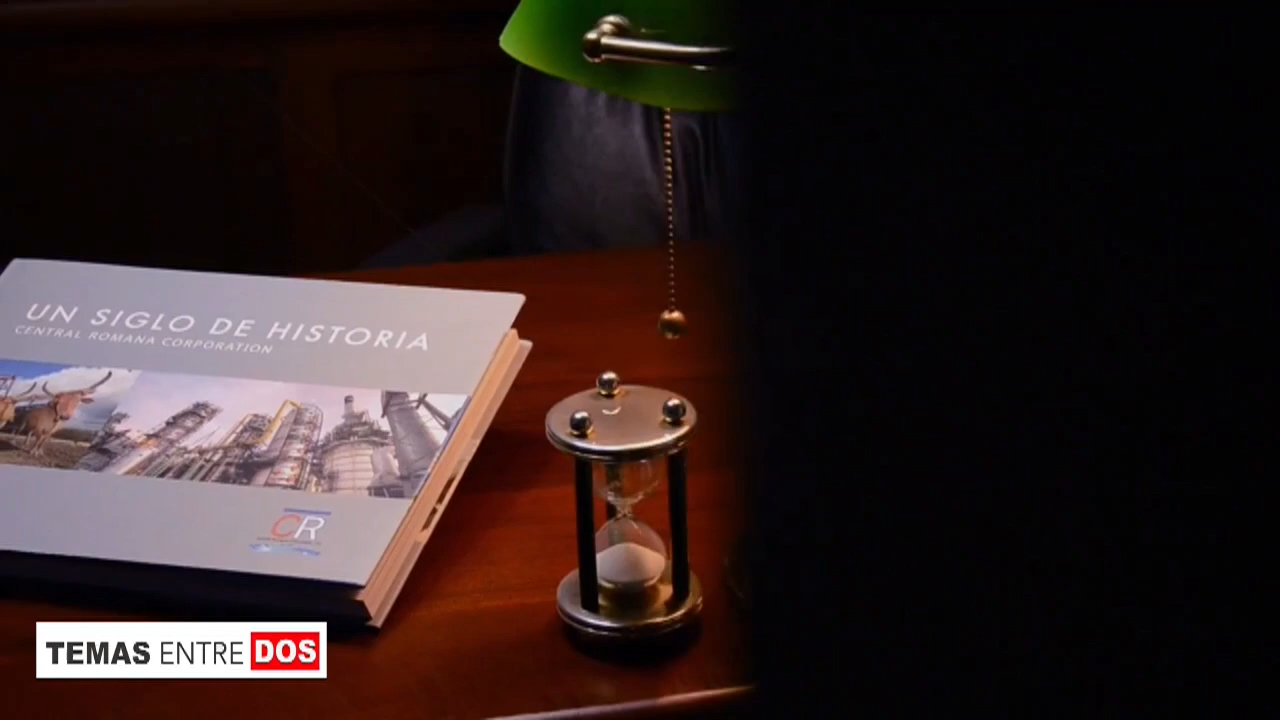 UN SIGLO DE HISTORIA
CENTRAL ROMANA CORPORATION
CR
TEMAS ENTRE DOS